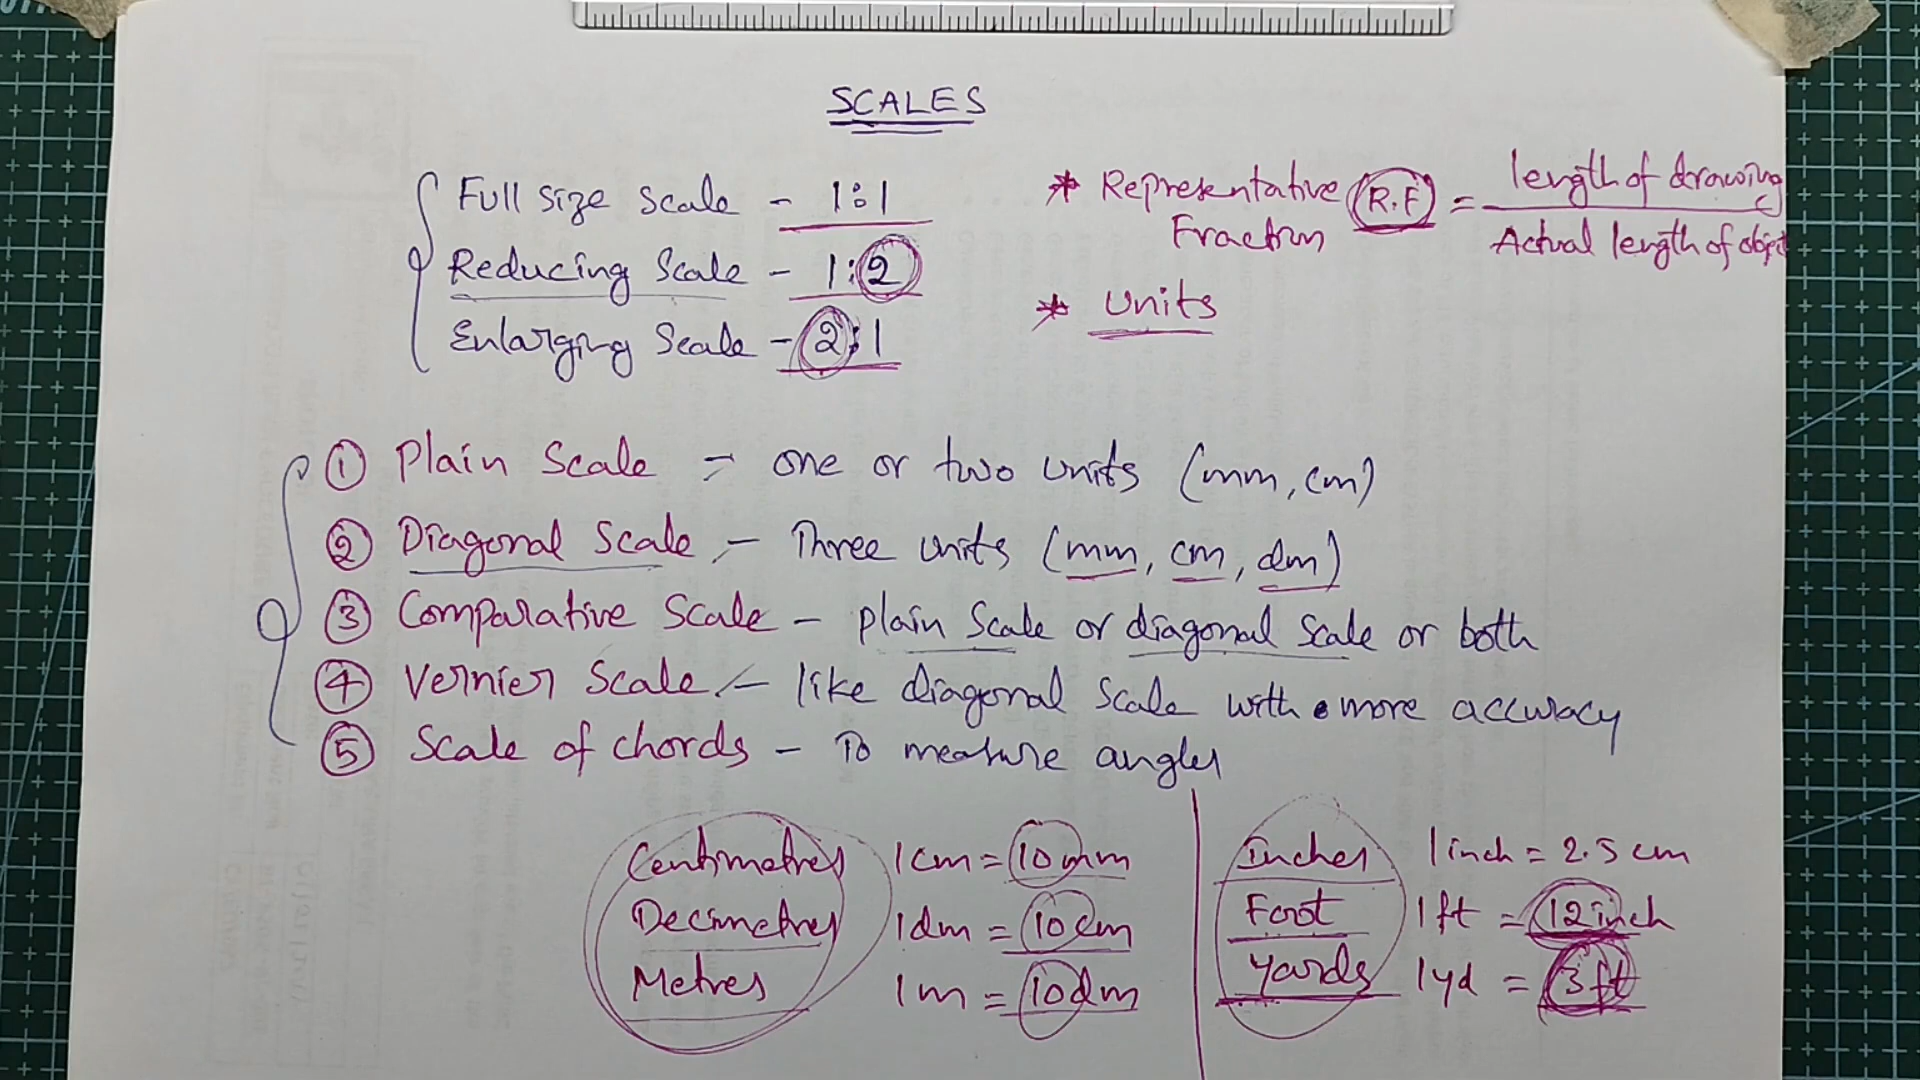 SCALES
Full size scale - 1:1
Reducing Scale - 1:2
Enlarging Scale - 2:1
* Representative Fraction R.F = length of drawing
Actual length of object
* Units
① Plain Scale - one or two units (mm, cm)
② Diagonal Scale - Three units (mm, cm, dm)
③ Comparative Scale - plain Scale or diagonal Scale or both
④ Vernier Scale - like diagonal Scale with more accuracy
⑤ Scale of chords - To measure angles
Centimetres 1cm = 10mm
Decimetres 1dm = 10cm
Metres 1m = 10dm
Inches 1inch = 2.5 cm
Foot 1ft = 12inch
Yards 1yd = 3ft